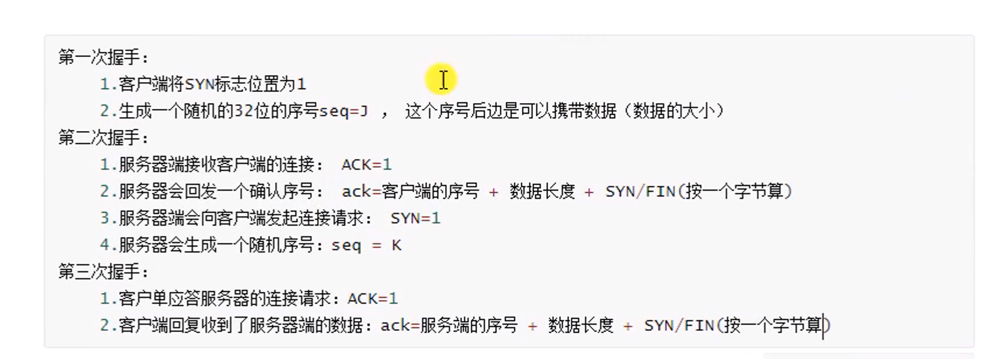 第一次握手：
1.客户端将SYN标志位置为1
2.生成一个随机的32位的序号seq=J ， 这个序号后边是可以携带数据（数据的大小）
第二次握手：
1.服务器端接收客户端的连接： ACK=1
2.服务器会回发一个确认序号： ack=客户端的序号 + 数据长度 + SYN/FIN(按一个字节算)
3.服务器端会向客户端发起连接请求： SYN=1
4.服务器会生成一个随机序号：seq = K
第三次握手：
1.客户单应答服务器的连接请求：ACK=1
2.客户端回复收到了服务器端的数据：ack=服务端的序号 + 数据长度 + SYN/FIN(按一个字节算)